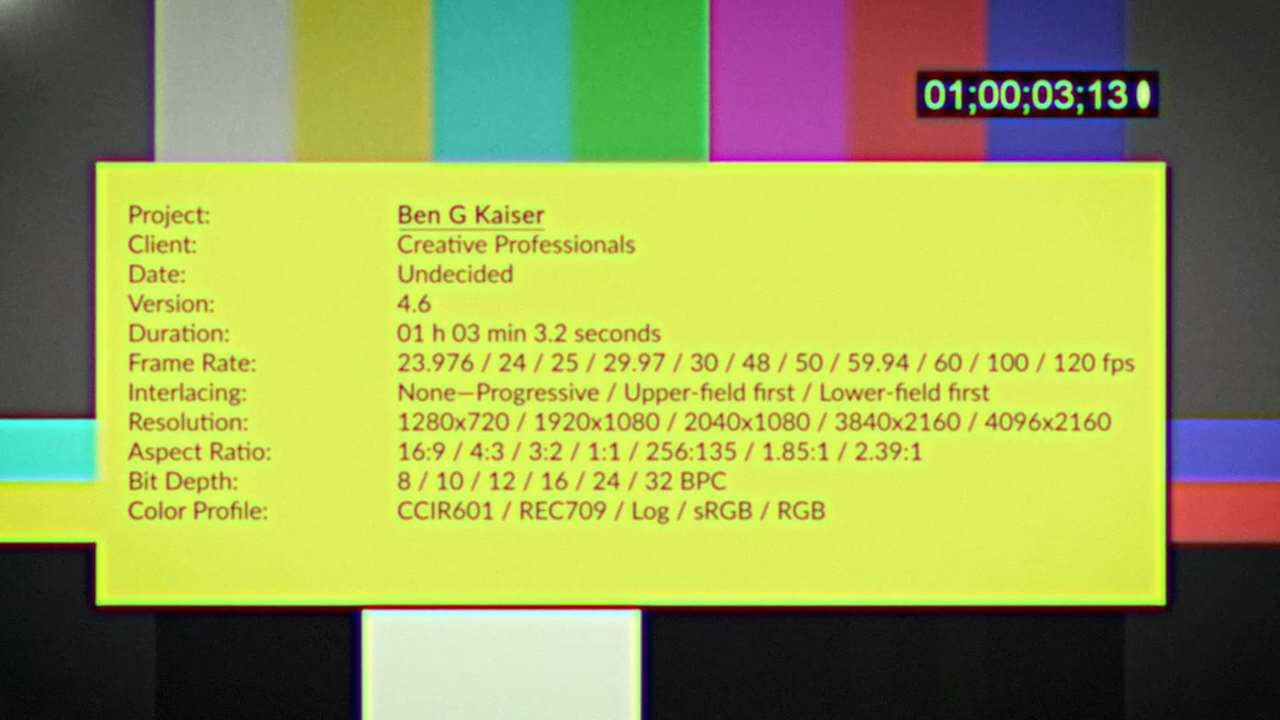 01;00;03;13
Project: Ben G Kaiser
Client: Creative Professionals
Date: Undecided
Version: 4.6
Duration: 01 h 03 min 3.2 seconds
Frame Rate: 23.976 / 24 / 25 / 29.97 / 30 / 48 / 50 / 59.94 / 60 / 100 / 120 fps
Interlacing: None—Progressive / Upper-field first / Lower-field first
Resolution: 1280x720 / 1920x1080 / 2040x1080 / 3840x2160 / 4096x2160
Aspect Ratio: 16:9 / 4:3 / 3:2 / 1:1 / 256:135 / 1.85:1 / 2.39:1
Bit Depth: 8 / 10 / 12 / 16 / 24 / 32 BPC
Color Profile: CCIR601 / REC709 / Log / sRGB / RGB